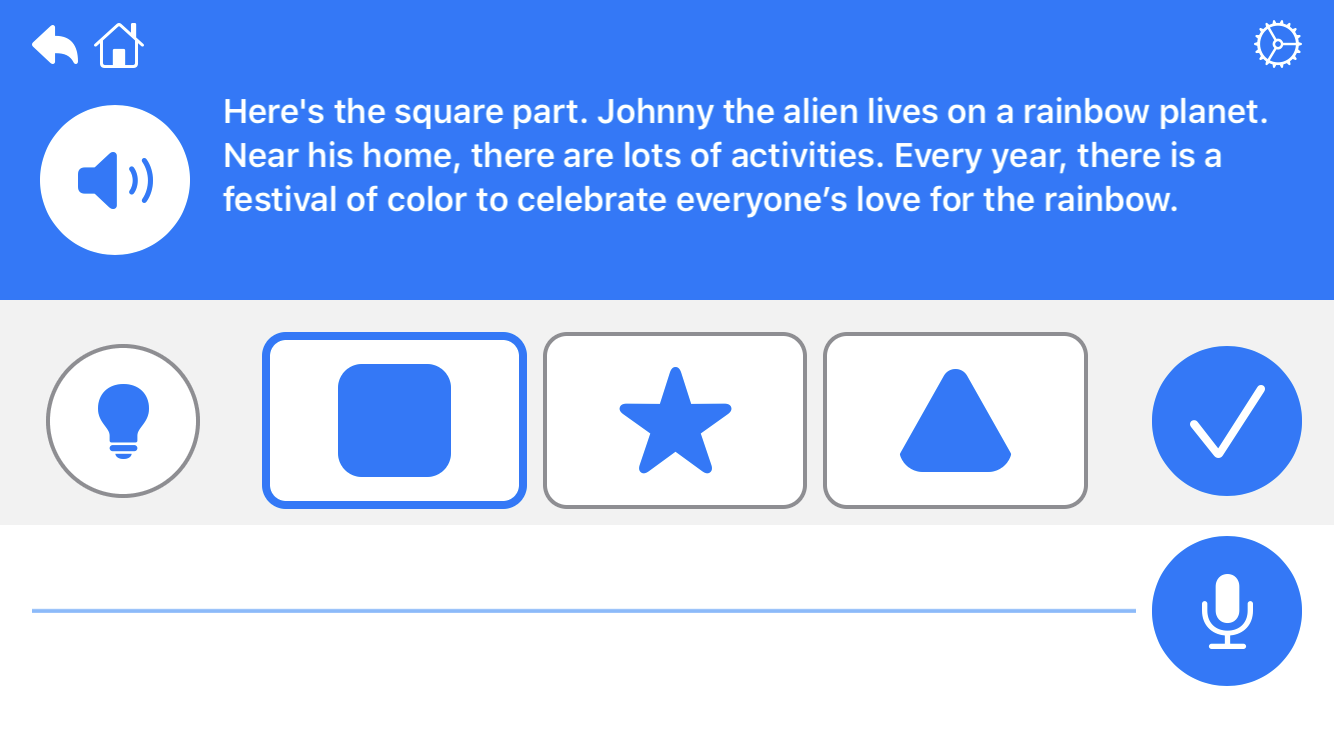 Here's the square part. Johnny the alien lives on a rainbow planet.
Near his home, there are lots of activities. Every year, there is a
festival of color to celebrate everyone’s love for the rainbow.